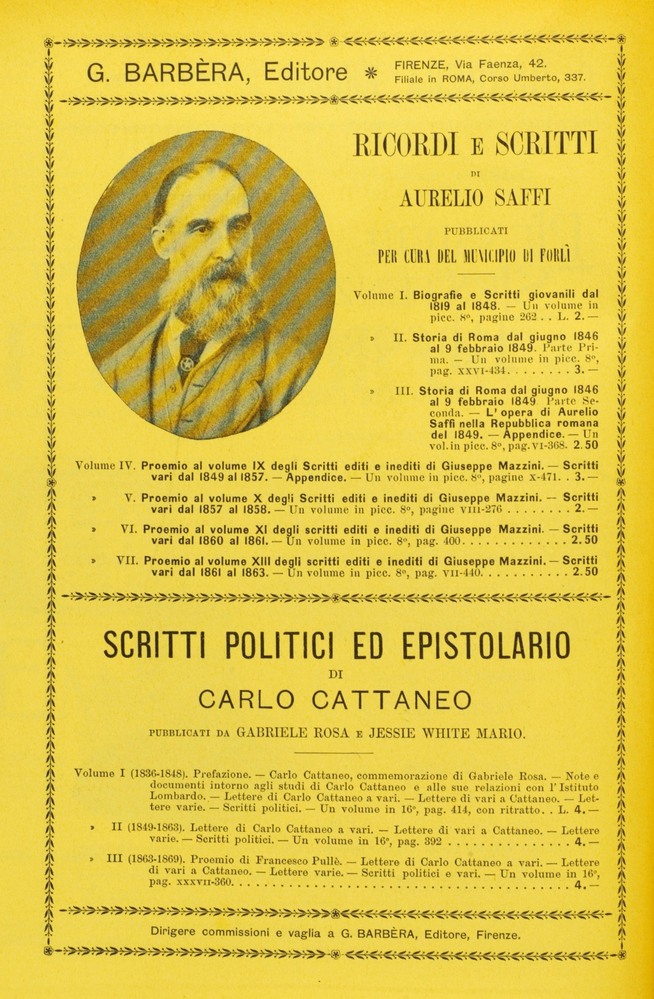 G. BARBÈRA, Editore * FIRENZE, Via Faenza, 42.
Filiale in ROMA, Corso Umberto, 337.
RICORDI E SCRITTI
DI
AURELIO SAFFI
PUBBLICATI
PER CURA DEL MUNICIPIO DI FORLÌ
Volume I. Biografie e Scritti giovanili dal
1819 al 1848. — Un volume in
picc. 8º, pagine 262 . . L. 2. —
» II. Storia di Roma dal giugno 1846
al 9 febbraio 1849. Parte Pri-
ma. — Un volume in picc. 8º,
pag. XXVI-434. . . . . . . . 3. —
» III. Storia di Roma dal giugno 1846
al 9 febbraio 1849 Parte Se-
conda. — L'opera di Aurelio
Saffi nella Repubblica romana
del 1849. — Appendice. — Un
vol. in picc. 8º, pag. VI-368. 2.50
Volume IV. Proemio al volume IX degli Scritti editi e inediti di Giuseppe Mazzini. — Scritti
vari dal 1849 al 1857. — Appendice. — Un volume in picc. 8º, pagine X-471. . 3. —
» V. Proemio al volume X degli Scritti editi e inediti di Giuseppe Mazzini. — Scritti
vari dal 1857 al 1858. — Un volume in picc. 8º, pagine VIII-276 . . . . . . . . 2. —
» VI. Proemio al volume XI degli scritti editi e inediti di Giuseppe Mazzini. — Scritti
vari dal 1860 al 1861. — Un volume in picc. 8º, pag. 400. . . . . . . . . . . . . 2.50
» VII. Proemio al volume XIII degli scritti editi e inediti di Giuseppe Mazzini. — Scritti
vari dal 1861 al 1863. — Un volume in picc. 8º, pag. VII-440. . . . . . . . . . 2.50
SCRITTI POLITICI ED EPISTOLARIO
DI
CARLO CATTANEO
PUBBLICATI DA GABRIELE ROSA E JESSIE WHITE MARIO.
Volume I (1836-1848). Prefazione. — Carlo Cattaneo, commemorazione di Gabriele Rosa. — Note e
documenti intorno agli studi di Carlo Cattaneo e alle sue relazioni con l'Istituto
Lombardo. — Lettere di Carlo Cattaneo a vari. — Lettere di vari a Cattaneo. — Let-
tere varie. — Scritti politici. — Un volume in 16º, pag. 414, con ritratto. . L. 4. —
» II (1849-1863). Lettere di Carlo Cattaneo a vari. — Lettere di vari a Cattaneo. — Lettere
varie. — Scritti politici. — Un volume in 16º, pag. 392 . . . . . . . . . . . . . . 4. —
» III (1863-1869). Proemio di Francesco Pullè. — Lettere di Carlo Cattaneo a vari. — Lettere
di vari a Cattaneo. — Lettere varie. — Scritti politici e vari. — Un volume in 16º,
pag. XXXVII-360. . . . . . . . . . . . . . . . . . . . . . . . . . . . . . . . . . . . 4. —
Dirigere commissioni e vaglia a G. BARBÈRA, Editore, Firenze.